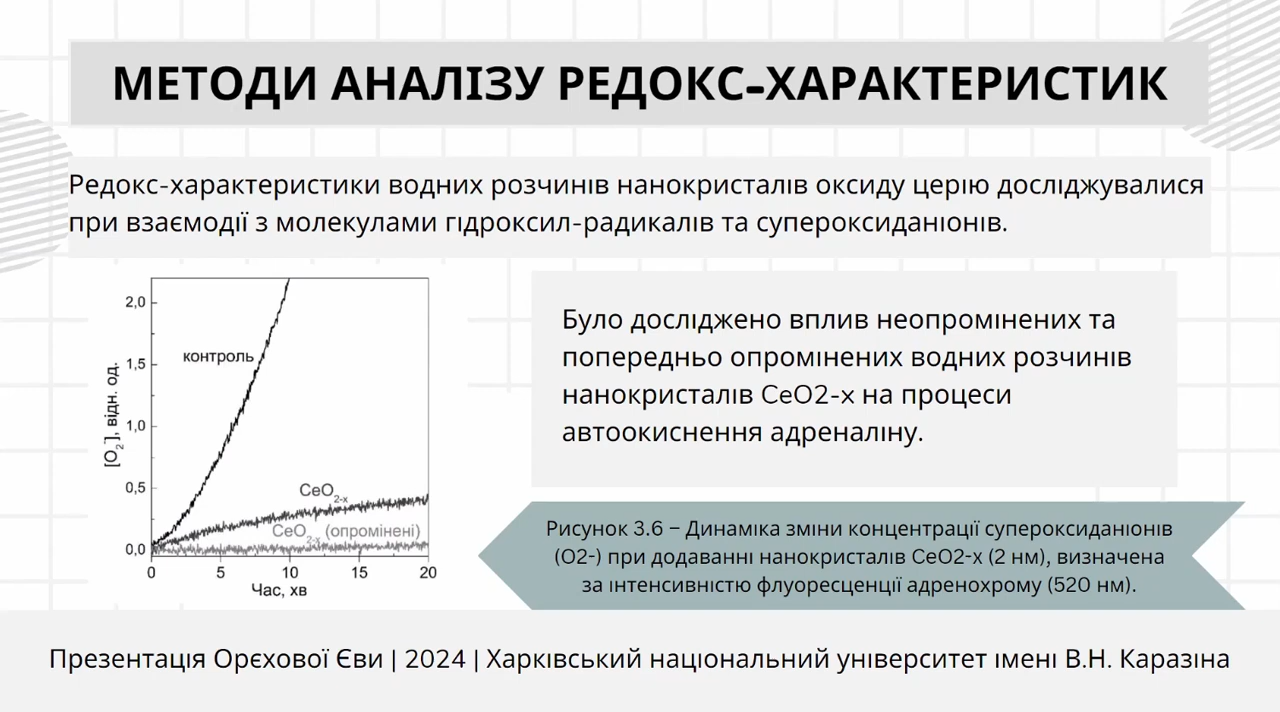 МЕТОДИ АНАЛІЗУ РЕДОКС-ХАРАКТЕРИСТИК
Редокс-характеристики водних розчинів нанокристалів оксиду церію досліджувалися
при взаємодії з молекулами гідроксил-радикалів та супероксиданіонів.
[O2-], відн. од.
2,0
1,5
1,0
0,5
0,0
контроль
CeO2-x
CeO2-x (опромінені)
0 5 10 15 20
Час, хв
Було досліджено вплив неопромінених та
попередньо опромінених водних розчинів
нанокристалів CeO2-x на процеси
автоокиснення адреналіну.
Рисунок 3.6 – Динаміка зміни концентрації супероксиданіонів
(О2-) при додаванні нанокристалів CeO2-x (2 нм), визначена
за інтенсивністю флуоресценції адренохрому (520 нм).
Презентація Орєхової Єви | 2024 | Харківський національний університет імені В.Н. Каразіна